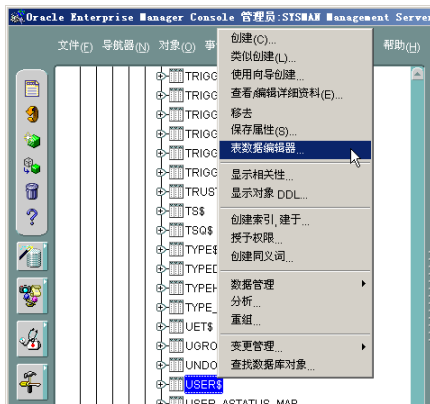 Oracle Enterprise Manager Console 管理员:SYSMAN Management Server
文件(F) 导航器(N) 对象(O) 事 帮助(H)
创建(C)...
类似创建(L)...
使用向导创建...
查看/编辑详细资料(E)...
移去
保存属性(S)...
表数据编辑器...
显示相关性...
显示对象 DDL...
创建索引,建于...
授予权限...
创建同义词...
数据管理
分析...
重组...
变更管理...
查找数据库对象...
TRIGG
TRIGG
TRIGG
TRIGG
TRIGG
TRIGG
TRUS
TS$
TSQ$
TYPE$
TYPED
TYPEH
TYPE_
UET$
UGRO
UNDO
USER$
USER_ASTATUS_MAP